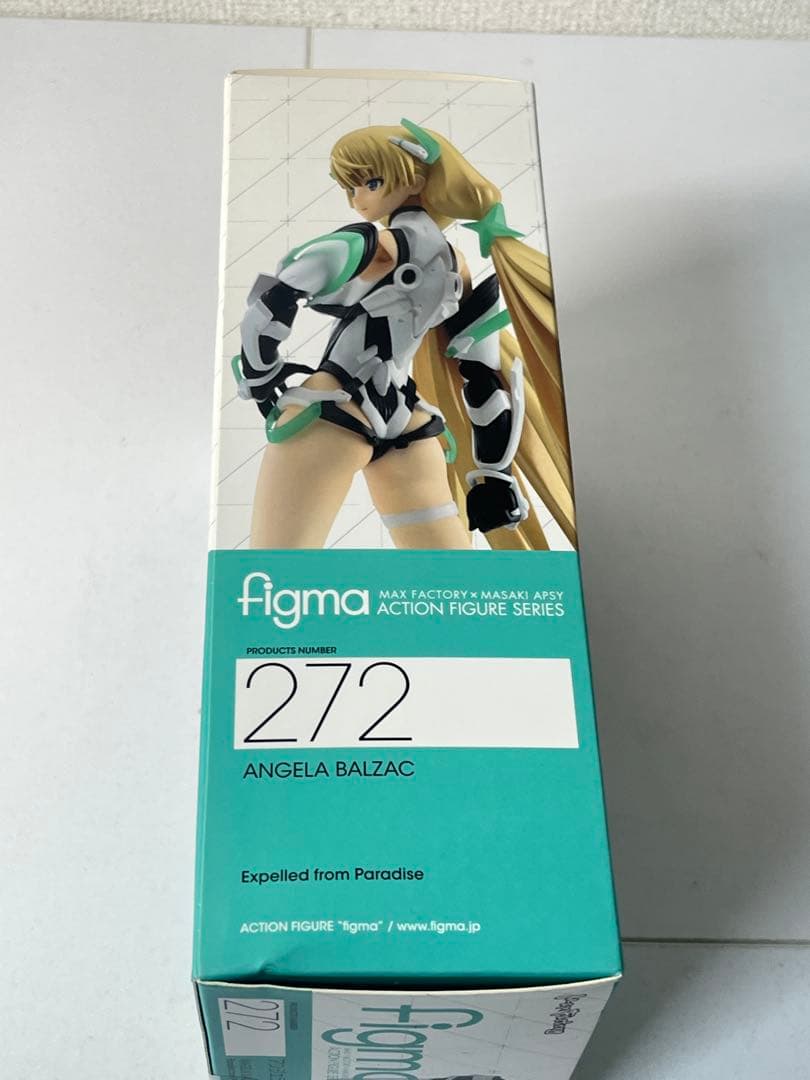 figma
MAX FACTORY × MASAKI APSY
ACTION FIGURE SERIES
PRODUCTS NUMBER
272
ANGELA BALZAC
Expelled from Paradise
ACTION FIGURE "figma" / www.figma.jp
272
figma